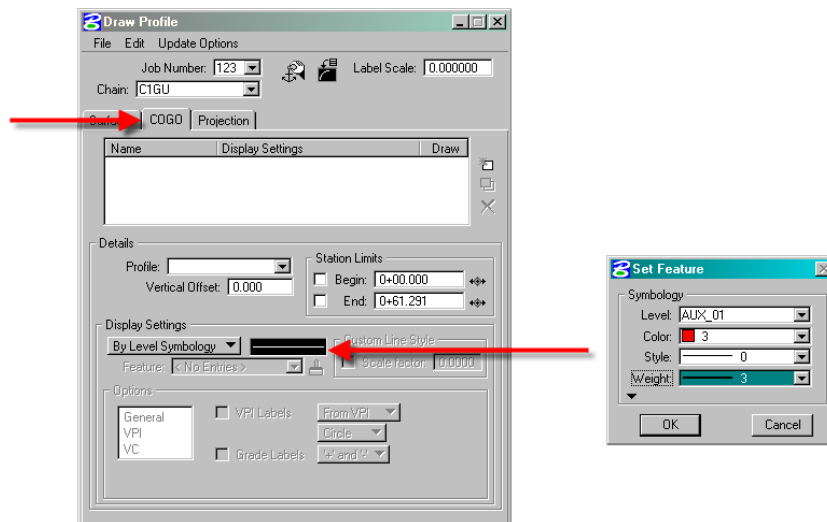 Draw Profile
File Edit Update Options
Job Number: 123 Label Scale: 0.000000
Chain: C1GU
COGO Projection
Name Display Settings Draw
Details
Profile:
Vertical Offset: 0.000
Station Limits
Begin: 0+00.000
End: 0+61.291
Display Settings
By Level Symbology
Custom Line Style
Feature: < No Entries > Scale factor: 0.0000
Options
General
VPI
VC
VPI Labels From VPI
Circle
Grade Labels '+' and '-'
Set Feature
Symbology
Level: AUX_01
Color: 3
Style: 0
Weight: 3
OK Cancel